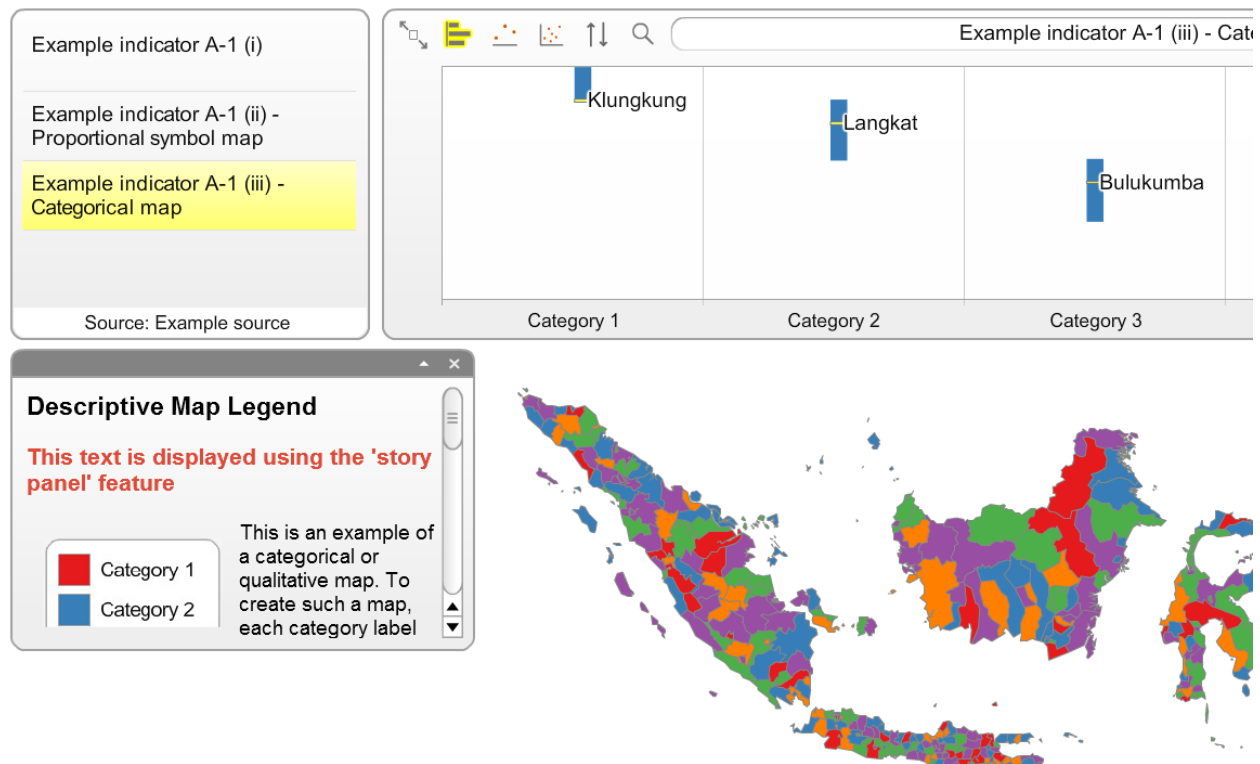 Example indicator A-1 (i)
Example indicator A-1 (ii) -
Proportional symbol map
Example indicator A-1 (iii) -
Categorical map
Source: Example source
Example indicator A-1 (iii) - Cate
Klungkung
Langkat
Bulukumba
Category 1
Category 2
Category 3
Descriptive Map Legend
This text is displayed using the 'story
panel' feature
Category 1
Category 2
This is an example of
a categorical or
qualitative map. To
create such a map,
each category label